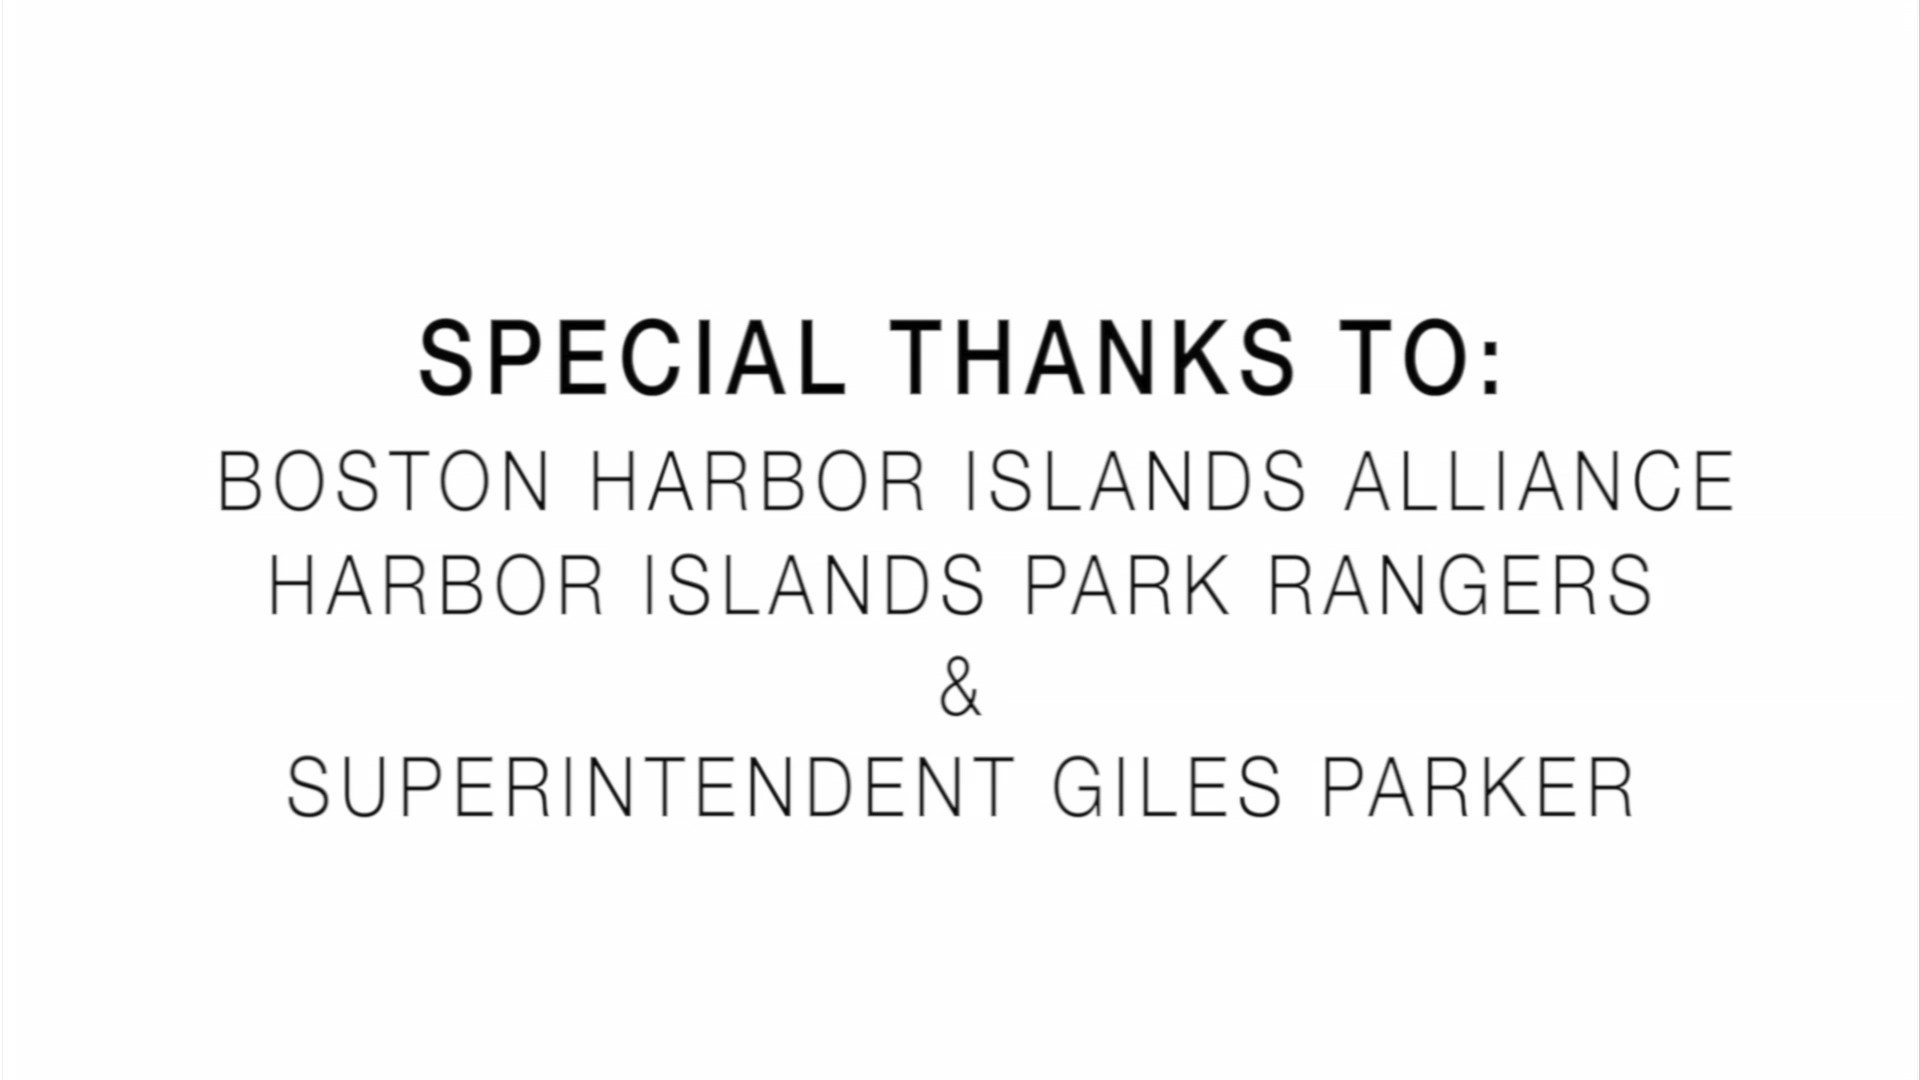 SPECIAL THANKS TO:
BOSTON HARBOR ISLANDS ALLIANCE
HARBOR ISLANDS PARK RANGERS
&
SUPERINTENDENT GILES PARKER